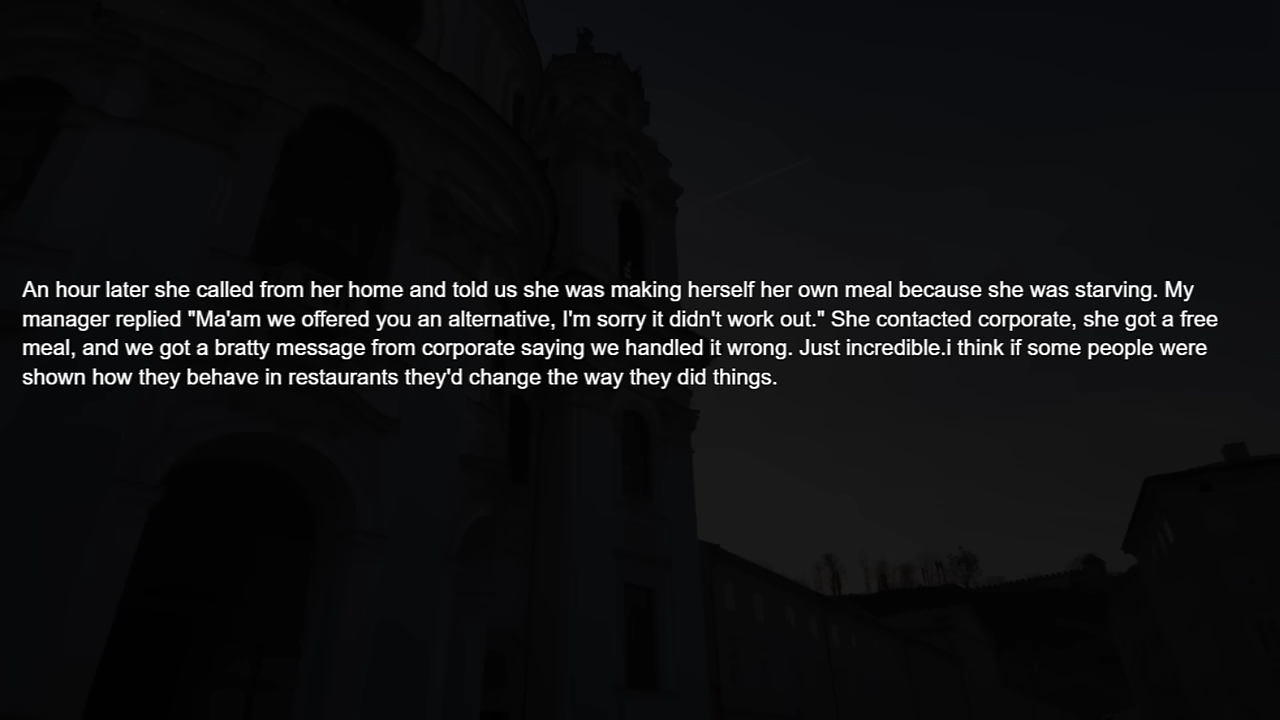 An hour later she called from her home and told us she was making herself her own meal because she was starving. My
manager replied "Ma'am we offered you an alternative, I'm sorry it didn't work out." She contacted corporate, she got a free
meal, and we got a bratty message from corporate saying we handled it wrong. Just incredible.i think if some people were
shown how they behave in restaurants they'd change the way they did things.